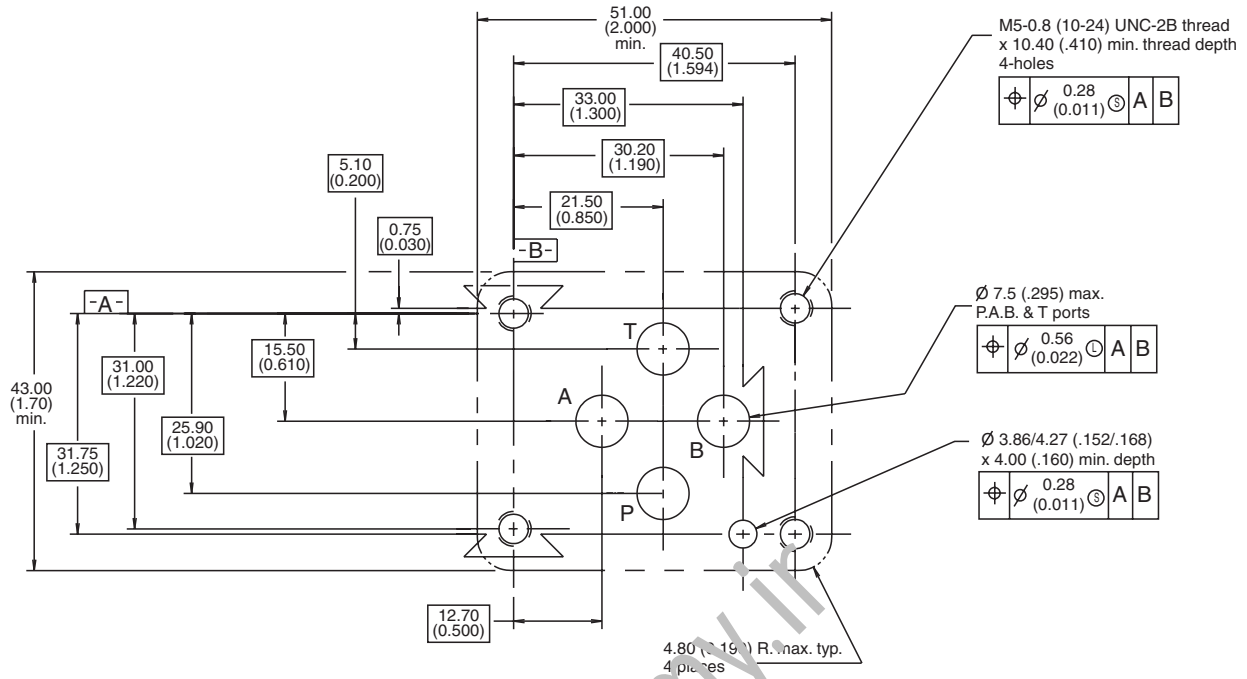 51.00
(2.000)
min.
40.50
(1.594)
33.00
(1.300)
30.20
(1.190)
21.50
(0.850)
5.10
(0.200)
0.75
(0.030)
-B-
-A-
M5-0.8 (10-24) UNC-2B thread
x 10.40 (.410) min. thread depth
4-holes
⌖ ⌀ 0.28 Ⓢ A B
(0.011)
Ø 7.5 (.295) max.
P.A.B. & T ports
⌖ ⌀ 0.56 Ⓛ A B
(0.022)
Ø 3.86/4.27 (.152/.168)
x 4.00 (.160) min. depth
⌖ ⌀ 0.28 Ⓢ A B
(0.011)
T
A
B
P
15.50
(0.610)
31.00
(1.220)
43.00
(1.70)
min.
25.90
(1.020)
31.75
(1.250)
12.70
(0.500)
4.80 R. max. typ.
4 places
my.ir